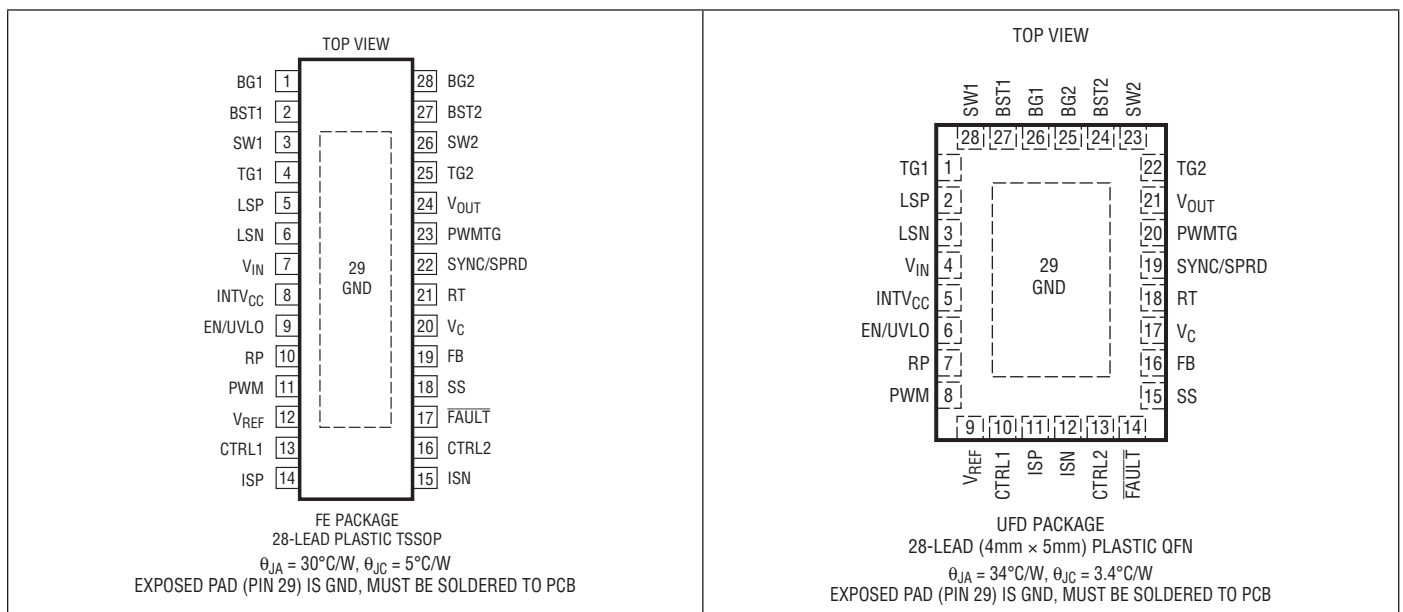 TOP VIEW
BG1 1 28 BG2
BST1 2 27 BST2
SW1 3 26 SW2
TG1 4 25 TG2
LSP 5 24 VOUT
LSN 6 23 PWMTG
VIN 7 22 SYNC/SPRD
INTVCC 8 21 RT
EN/UVLO 9 20 VC
RP 10 19 FB
PWM 11 18 SS
VREF 12 17 FAULT
CTRL1 13 16 CTRL2
ISP 14 15 ISN
29
GND
FE PACKAGE
28-LEAD PLASTIC TSSOP
θJA = 30°C/W, θJC = 5°C/W
EXPOSED PAD (PIN 29) IS GND, MUST BE SOLDERED TO PCB
TOP VIEW
SW1 BST1 BG1 BG2 BST2 SW2
28 27 26 25 24 23
TG1 1 22 TG2
LSP 2 21 VOUT
LSN 3 20 PWMTG
VIN 4 19 SYNC/SPRD
INTVCC 5 18 RT
EN/UVLO 6 17 VC
RP 7 16 FB
PWM 8 15 SS
29
GND
9 10 11 12 13 14
VREF CTRL1 ISP ISN CTRL2 FAULT
UFD PACKAGE
28-LEAD (4mm × 5mm) PLASTIC QFN
θJA = 34°C/W, θJC = 3.4°C/W
EXPOSED PAD (PIN 29) IS GND, MUST BE SOLDERED TO PCB